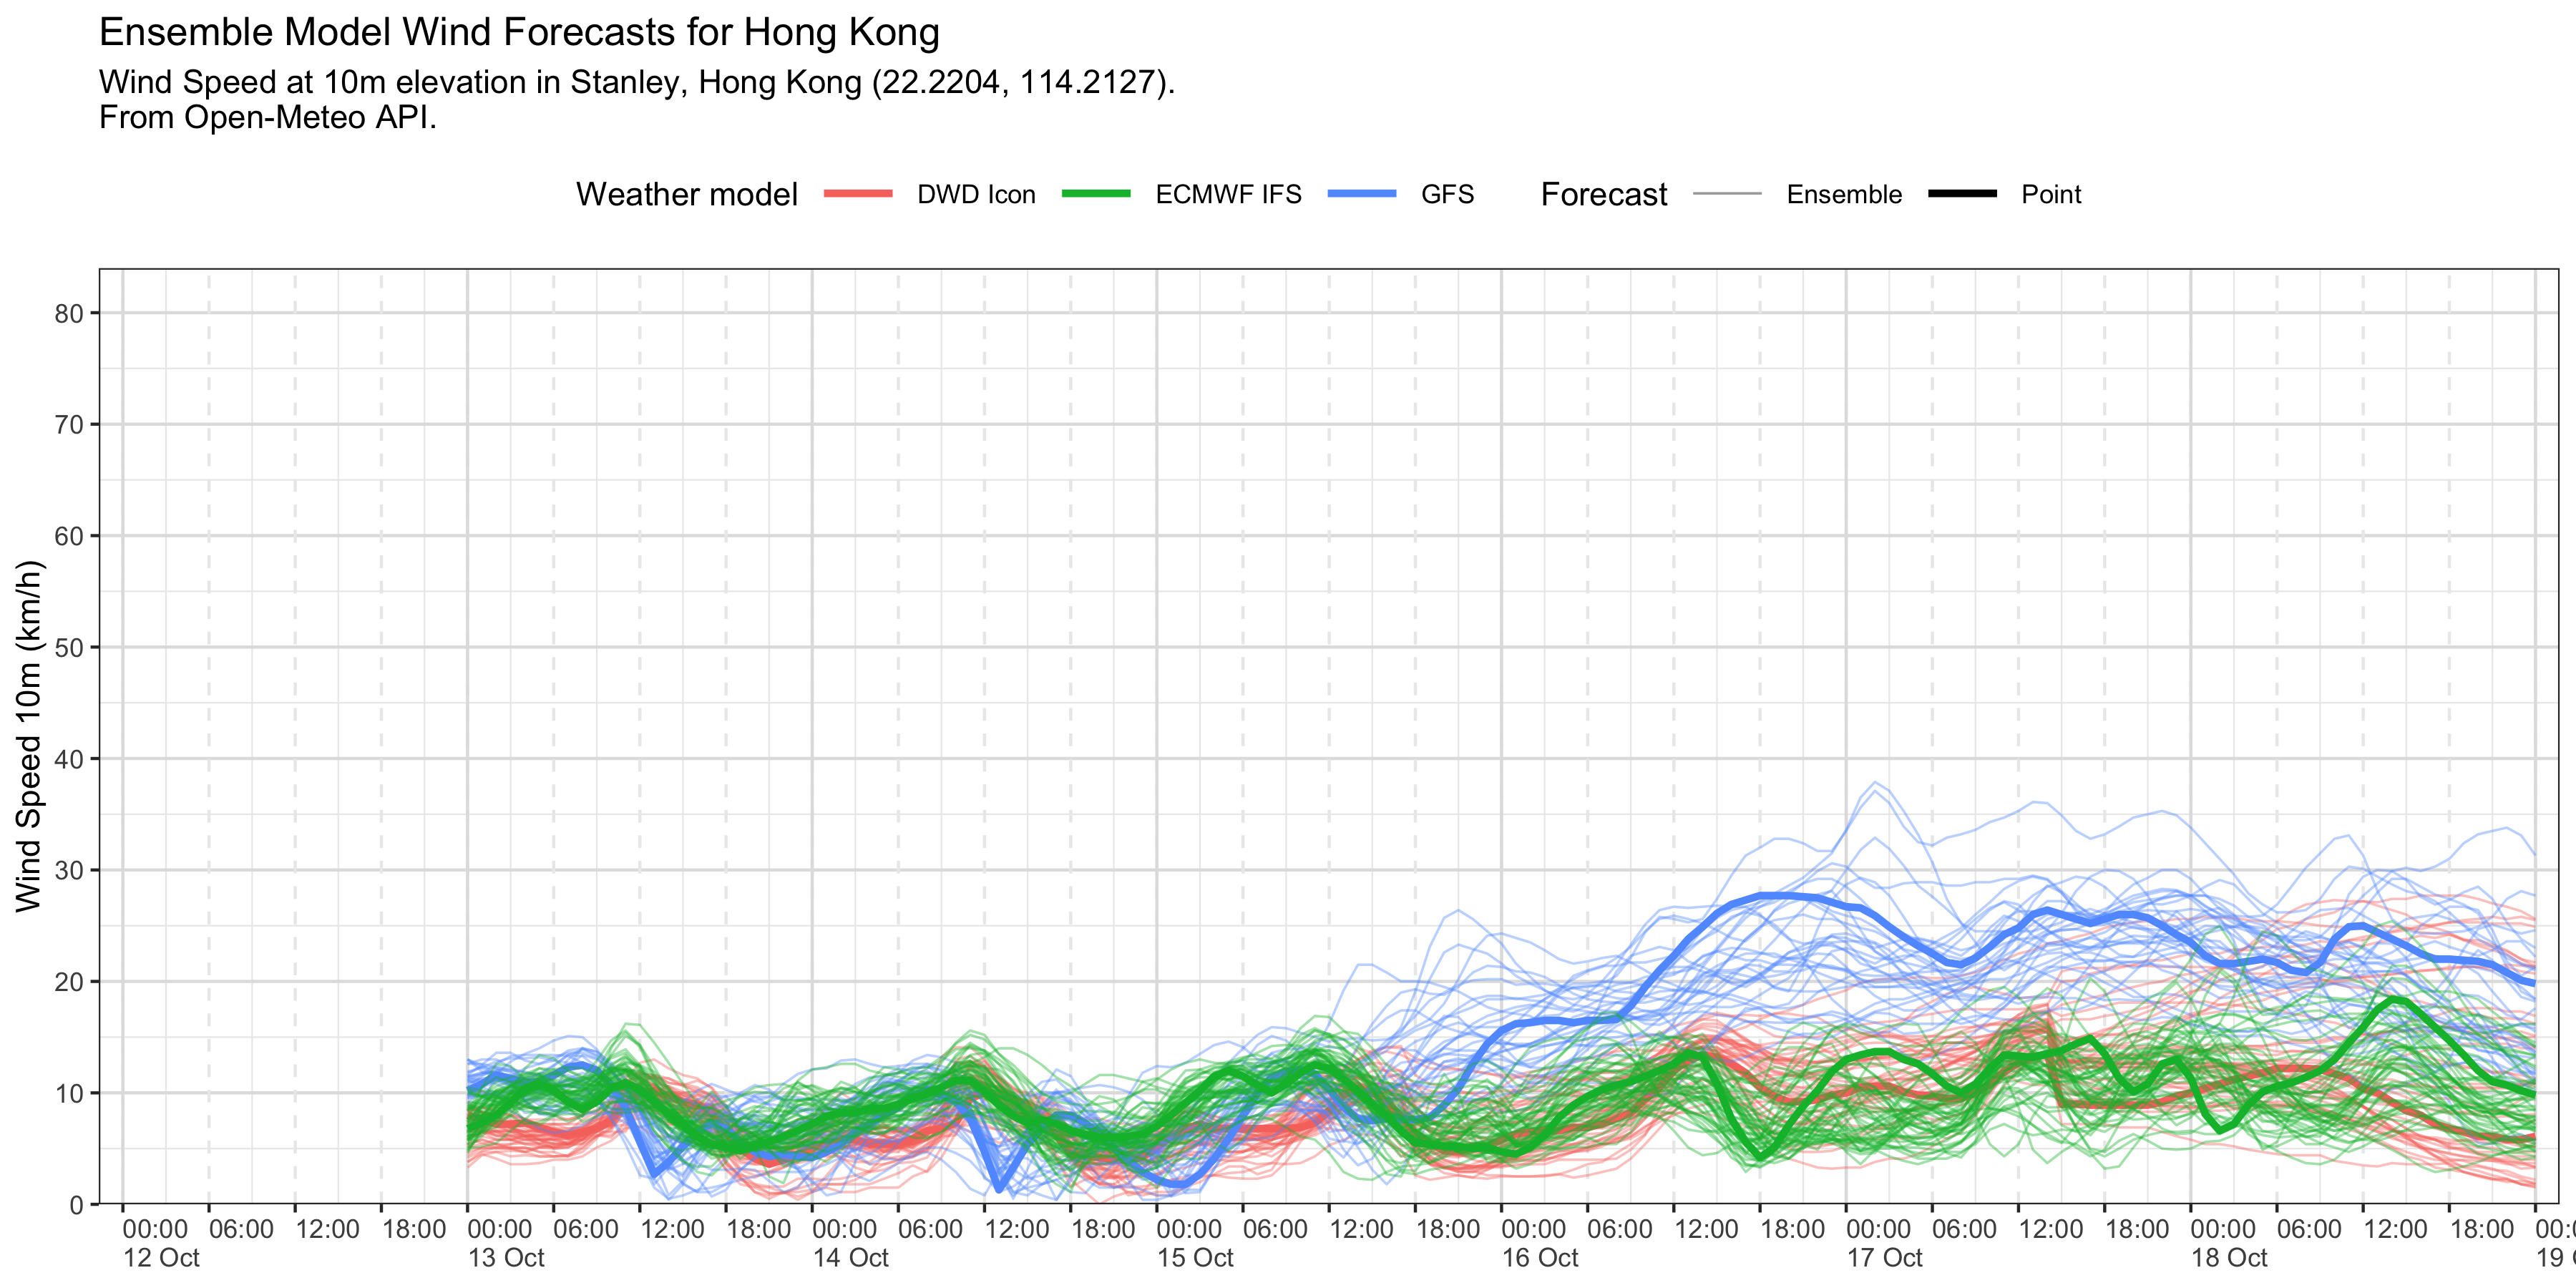 Ensemble Model Wind Forecasts for Hong Kong
Wind Speed at 10m elevation in Stanley, Hong Kong (22.2204, 114.2127).
From Open-Meteo API.
Weather model DWD Icon ECMWF IFS GFS Forecast Ensemble Point
Wind Speed 10m (km/h)
80
70
60
50
40
30
20
10
0
00:00 06:00 12:00 18:00 00:00 06:00 12:00 18:00 00:00 06:00 12:00 18:00 00:00 06:00 12:00 18:00 00:00 06:00 12:00 18:00 00:00 06:00 12:00 18:00 00:00 06:00 12:00 18:00
12 Oct 13 Oct 14 Oct 15 Oct 16 Oct 17 Oct 18 Oct 19